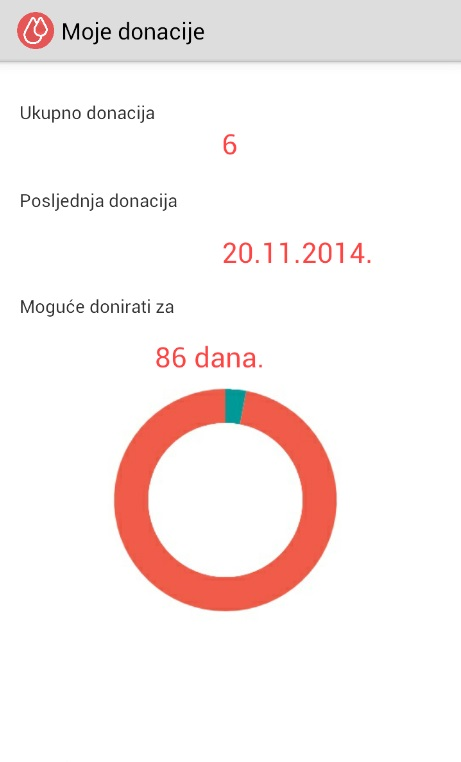 Moje donacije
Ukupno donacija
6
Posljednja donacija
20.11.2014.
Moguće donirati za
86 dana.